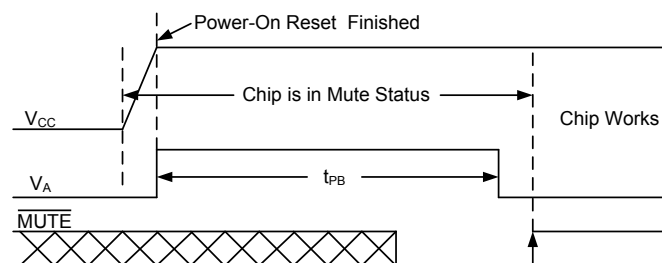 Power-On Reset Finished
Chip is in Mute Status
VCC
Chip Works
VA
tPB
MUTE